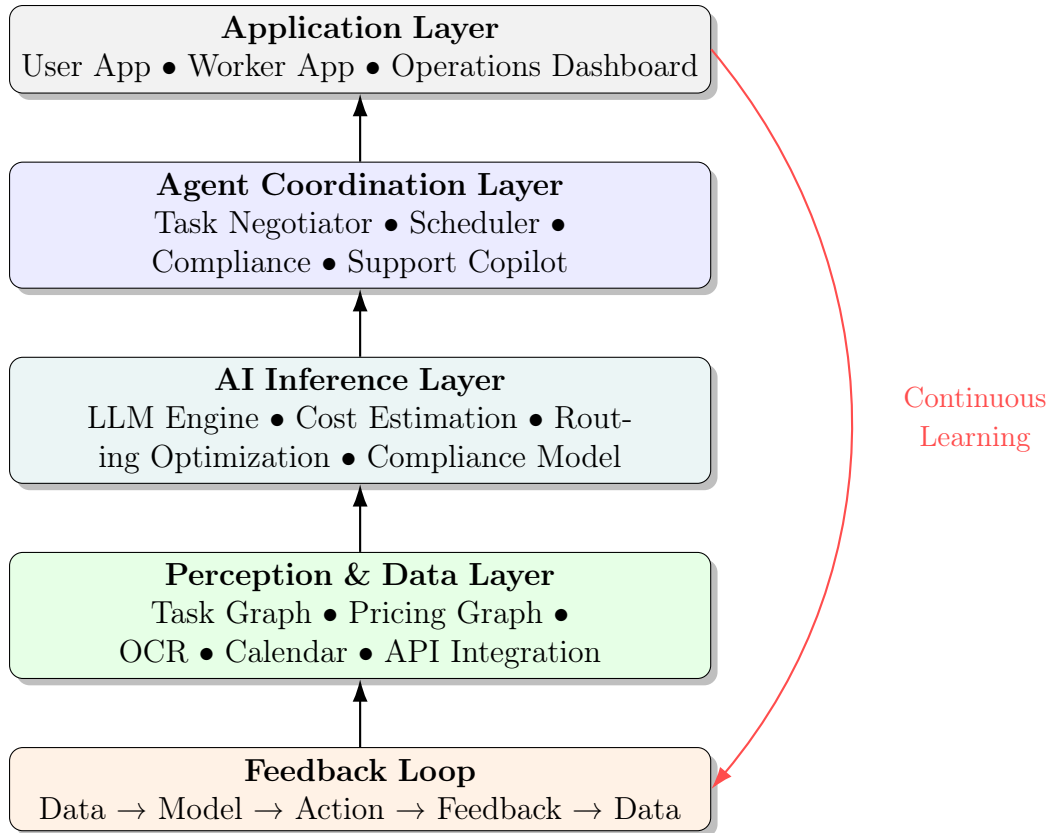 Application Layer
User App • Worker App • Operations Dashboard
Agent Coordination Layer
Task Negotiator • Scheduler •
Compliance • Support Copilot
AI Inference Layer
LLM Engine • Cost Estimation • Rout-
ing Optimization • Compliance Model
Continuous
Learning
Perception & Data Layer
Task Graph • Pricing Graph •
OCR • Calendar • API Integration
Feedback Loop
Data → Model → Action → Feedback → Data